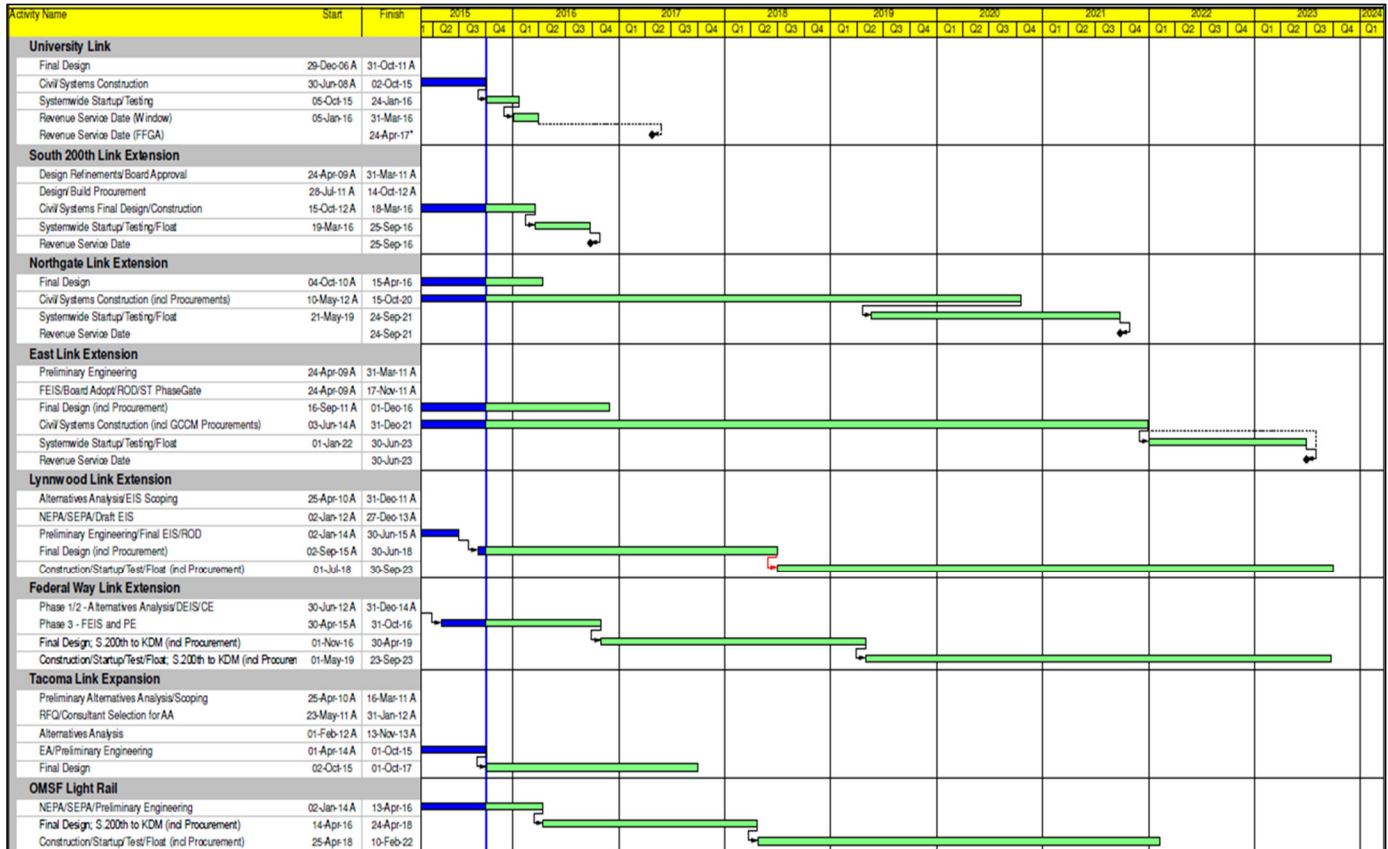 Activity Name Start Finish 2015 2016 2017 2018 2019 2020 2021 2022 2023 2024
1 Q2 Q3 Q4 Q1 Q2 Q3 Q4 Q1 Q2 Q3 Q4 Q1 Q2 Q3 Q4 Q1 Q2 Q3 Q4 Q1 Q2 Q3 Q4 Q1 Q2 Q3 Q4 Q1 Q2 Q3 Q4 Q1 Q2 Q3 Q4 Q1
University Link
Final Design 29-Dec-06 A 31-Oct-11 A
Civil/Systems Construction 30-Jun-08 A 02-Oct-15
Systemwide Startup/Testing 05-Oct-15 24-Jan-16
Revenue Service Date (Window) 05-Jan-16 31-Mar-16
Revenue Service Date (FFGA) 24-Apr-17*
South 200th Link Extension
Design Refinements/Board Approval 24-Apr-09 A 31-Mar-11 A
Design/Build Procurement 28-Jul-11 A 14-Oct-12 A
Civil/Systems Final Design/Construction 15-Oct-12 A 18-Mar-16
Systemwide Startup/Testing/Float 19-Mar-16 25-Sep-16
Revenue Service Date 25-Sep-16
Northgate Link Extension
Final Design 04-Oct-10 A 15-Apr-16
Civil/Systems Construction (incl Procurements) 10-May-12 A 15-Oct-20
Systemwide Startup/Testing/Float 21-May-19 24-Sep-21
Revenue Service Date 24-Sep-21
East Link Extension
Preliminary Engineering 24-Apr-09 A 31-Mar-11 A
FEIS/Board Adopt/ROD/ST PhaseGate 24-Apr-09 A 17-Nov-11 A
Final Design (incl Procurement) 16-Sep-11 A 01-Dec-16
Civil/Systems Construction (incl GCCM Procurements) 03-Jun-14 A 31-Dec-21
Systemwide Startup/Testing/Float 01-Jan-22 30-Jun-23
Revenue Service Date 30-Jun-23
Lynnwood Link Extension
Alternatives Analysis/EIS Scoping 25-Apr-10 A 31-Dec-11 A
NEPA/SEPA/Draft EIS 02-Jan-12 A 27-Dec-13 A
Preliminary Engineering/Final EIS/ROD 02-Jan-14 A 30-Jun-15 A
Final Design (incl Procurement) 02-Sep-15 A 30-Jun-18
Construction/Startup/Test/Float (incl Procurement) 01-Jul-18 30-Sep-23
Federal Way Link Extension
Phase 1/2 - Alternatives Analysis/DEIS/CE 30-Jun-12 A 31-Dec-14 A
Phase 3 - FEIS and PE 30-Apr-15 A 31-Oct-16
Final Design; S.200th to KDM (incl Procurement) 01-Nov-16 30-Apr-19
Construction/Startup/Test/Float; S.200th to KDM (incl Procuren 01-May-19 23-Sep-23
Tacoma Link Expansion
Preliminary Alternatives Analysis/Scoping 25-Apr-10 A 16-Mar-11 A
RFQ/Consultant Selection for AA 23-May-11 A 31-Jan-12 A
Alternatives Analysis 01-Feb-12 A 13-Nov-13 A
EA/Preliminary Engineering 01-Apr-14 A 01-Oct-15
Final Design 02-Oct-15 01-Oct-17
OMSF Light Rail
NEPA/SEPA/Preliminary Engineering 02-Jan-14 A 13-Apr-16
Final Design; S.200th to KDM (incl Procurement) 14-Apr-16 24-Apr-18
Construction/Startup/Test/Float (incl Procurement) 25-Apr-18 10-Feb-22